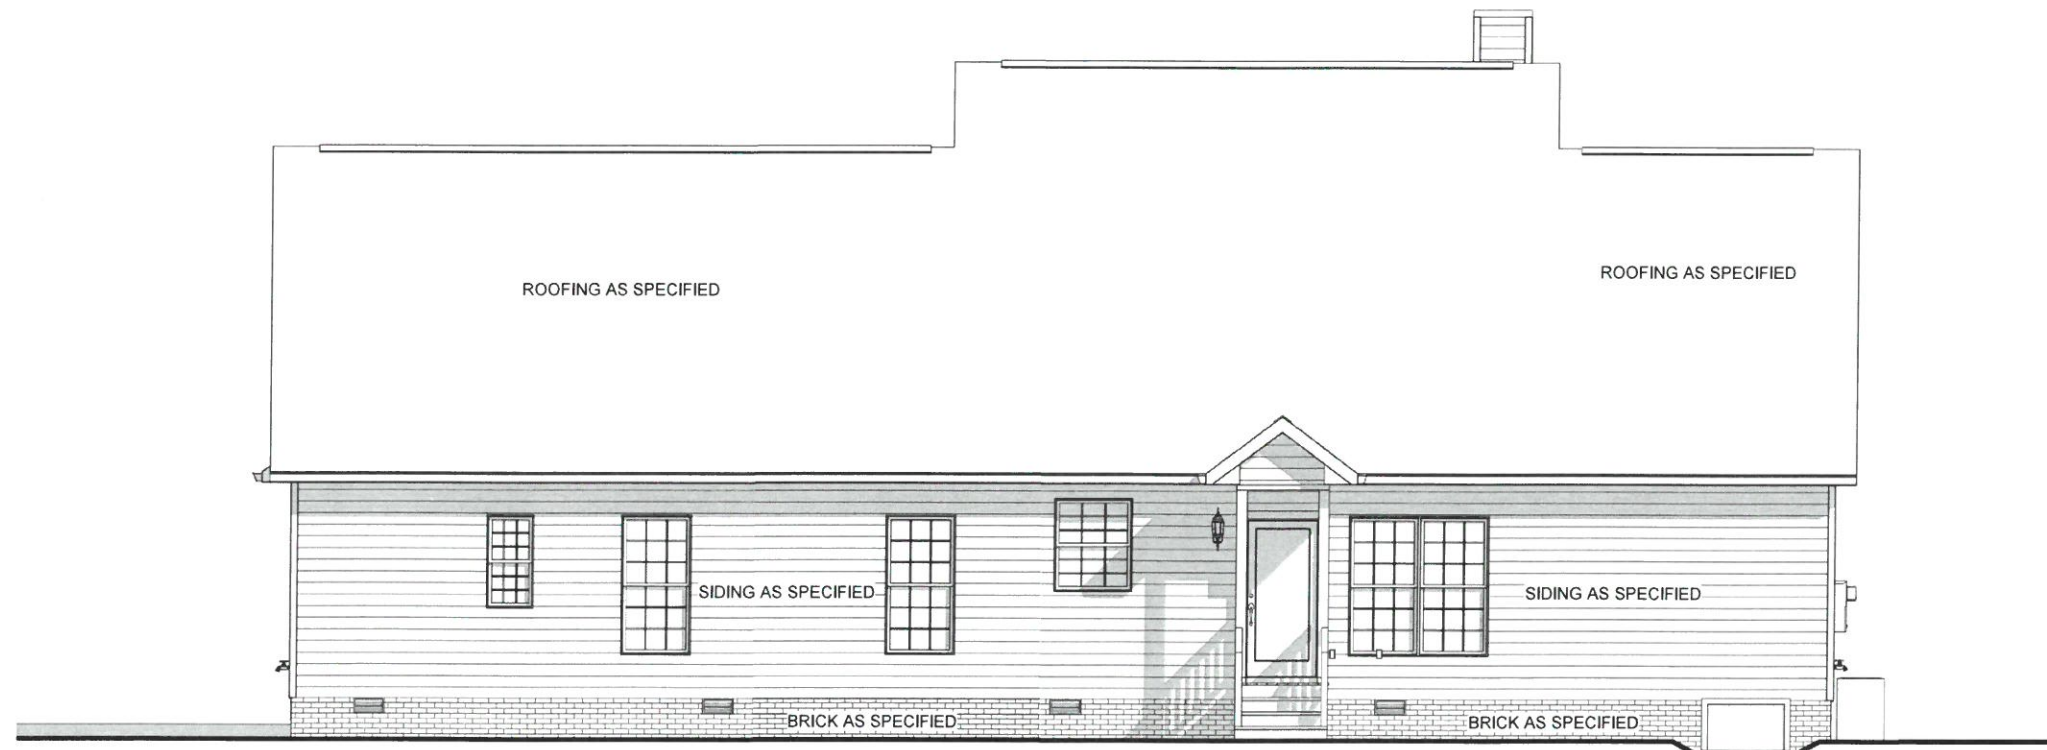 ROOFING AS SPECIFIED
ROOFING AS SPECIFIED
SIDING AS SPECIFIED
SIDING AS SPECIFIED
BRICK AS SPECIFIED
BRICK AS SPECIFIED